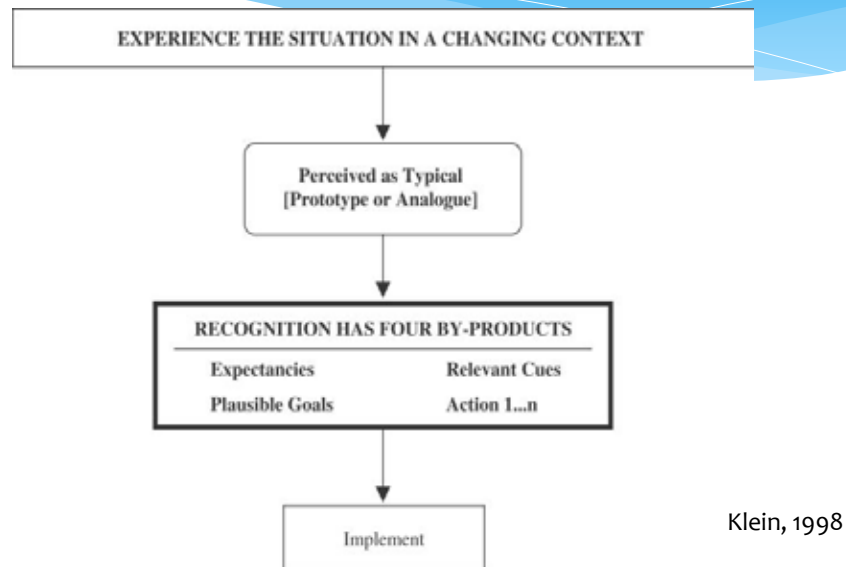 EXPERIENCE THE SITUATION IN A CHANGING CONTEXT
Perceived as Typical
[Prototype or Analogue]
RECOGNITION HAS FOUR BY-PRODUCTS
Expectancies Relevant Cues
Plausible Goals Action 1...n
Implement
Klein, 1998